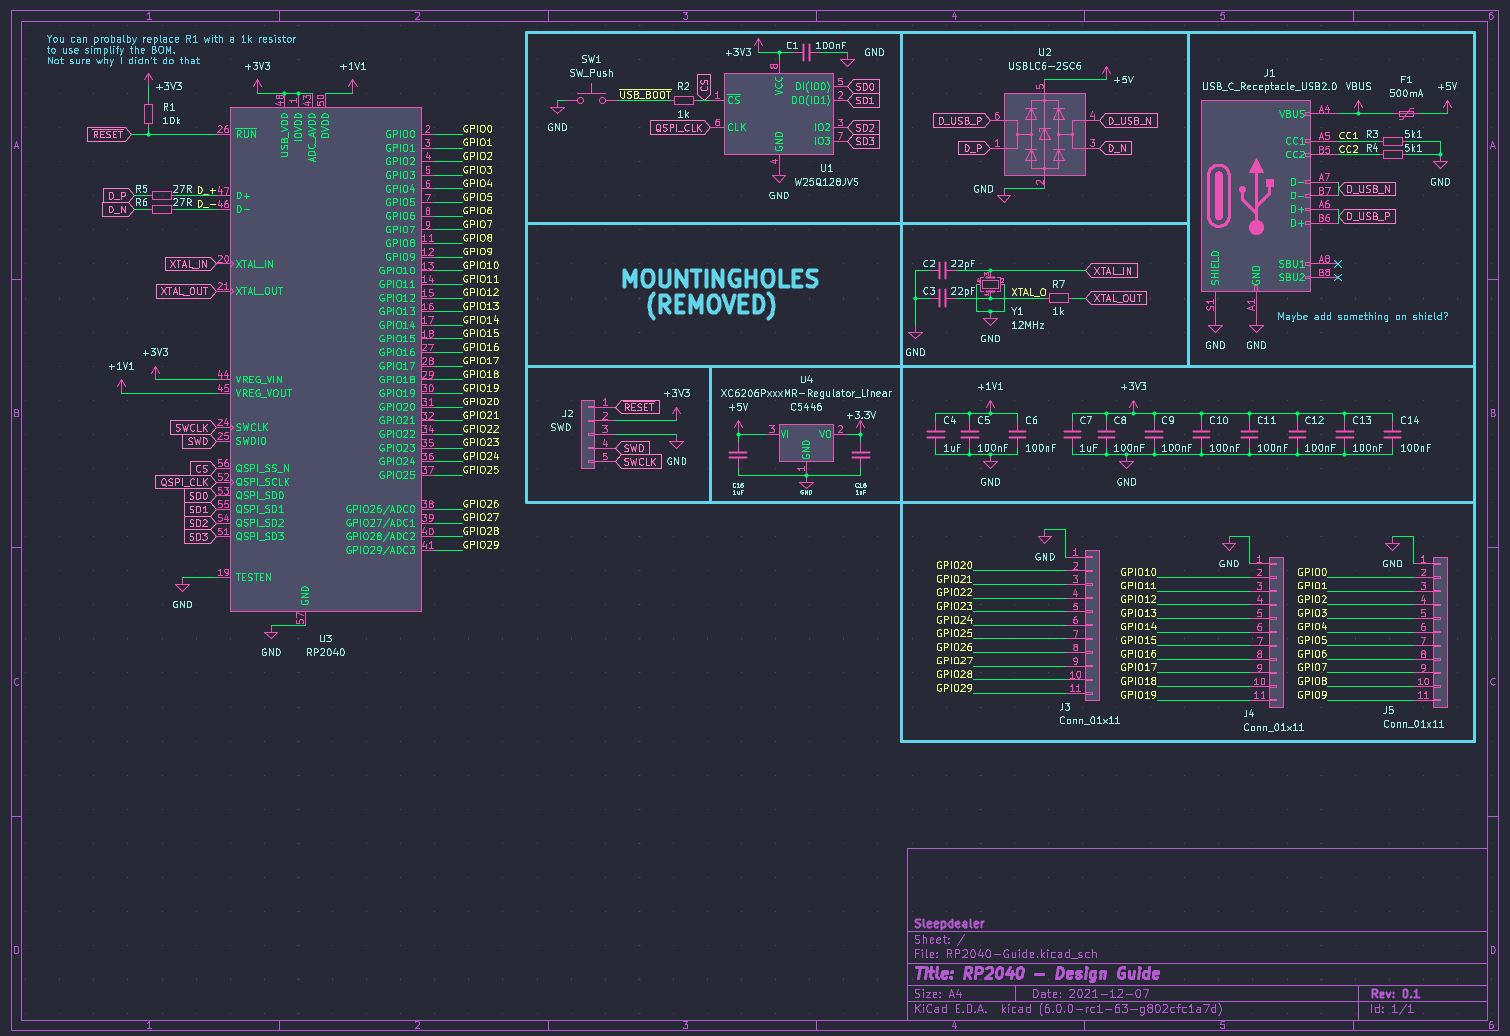 1 2 3 4 5 6
You can probalby replace R1 with a 1k resistor
to use simplify the BOM.
Not sure why I didn't do that
+3V3
R1
10k
RESET
+3V3
+1V1
48 1 43 50
USB_VDD
IOVDD
ADC_AVDD
DVDD
26 RUN
D_P R5 27R D_+ 47 D+
D_N R6 27R D_- 46 D-
XTAL_IN 20 XTAL_IN
XTAL_OUT 21 XTAL_OUT
+3V3
+1V1
44 VREG_VIN
45 VREG_VOUT
SWCLK 24 SWCLK
SWD 25 SWDIO
CS 56 QSPI_SS_N
QSPI_CLK 52 QSPI_SCLK
SD0 53 QSPI_SD0
SD1 55 QSPI_SD1
SD2 54 QSPI_SD2
SD3 51 QSPI_SD3
19 TESTEN
GND
GND
57
GND
U3
RP2040
GPIO0 2 GPIO0
GPIO1 3 GPIO1
GPIO2 4 GPIO2
GPIO3 5 GPIO3
GPIO4 6 GPIO4
GPIO5 7 GPIO5
GPIO6 8 GPIO6
GPIO7 9 GPIO7
GPIO8 11 GPIO8
GPIO9 12 GPIO9
GPIO10 13 GPIO10
GPIO11 14 GPIO11
GPIO12 15 GPIO12
GPIO13 16 GPIO13
GPIO14 17 GPIO14
GPIO15 18 GPIO15
GPIO16 27 GPIO16
GPIO17 28 GPIO17
GPIO18 29 GPIO18
GPIO19 30 GPIO19
GPIO20 31 GPIO20
GPIO21 32 GPIO21
GPIO22 34 GPIO22
GPIO23 35 GPIO23
GPIO24 36 GPIO24
GPIO25 37 GPIO25
GPIO26/ADC0 38 GPIO26
GPIO27/ADC1 39 GPIO27
GPIO28/ADC2 40 GPIO28
GPIO29/ADC3 41 GPIO29
SW1
SW_Push
GND
USB_BOOT
R2
1k
CS
+3V3
C1 100nF
GND
8
VCC
1 CS
QSPI_CLK 6 CLK
DI(IO0) 5 SD0
DO(IO1) 2 SD1
IO2 3 SD2
IO3 7 SD3
GND
4
GND
U1
W25Q128JVS
U2
USBLC6-2SC6
+5V
5
D_USB_P 6
4 D_USB_N
D_P 1
3 D_N
2
GND
J1
USB_C_Receptacle_USB2.0
VBUS
F1
500mA
+5V
VBUS A4
CC1 A5 CC1 R3 5k1
CC2 B5 CC2 R4 5k1
GND
D- A7
D- B7 D_USB_N
D+ A6
D+ B6 D_USB_P
SBU1 A8
SBU2 B8
SHIELD
GND
S1
A1
GND
GND
Maybe add something on shield?
MOUNTINGHOLES
(REMOVED)
C2 22pF
C3 22pF
XTAL_IN
XTAL_O
R7
1k
XTAL_OUT
Y1
12MHz
GND
GND
J2
SWD
1 RESET
2
3
4 SWD
5 SWCLK
+3V3
GND
U4
XC6206PxxxMR-Regulator_Linear
C5446
+5V
+3.3V
3 VI
VO 2
GND
1
GND
C16
1uF
C16
1uF
+1V1
C4 C5 C6
1uF 100nF 100nF
GND
+3V3
C7 C8 C9 C10 C11 C12 C13 C14
1uF 100nF 100nF 100nF 100nF 100nF 100nF 100nF
GND
GND
1
GPIO20 2
GPIO21 3
GPIO22 4
GPIO23 5
GPIO24 6
GPIO25 7
GPIO26 8
GPIO27 9
GPIO28 10
GPIO29 11
J3
Conn_01x11
GND
1
GPIO10 2
GPIO11 3
GPIO12 4
GPIO13 5
GPIO14 6
GPIO15 7
GPIO16 8
GPIO17 9
GPIO18 10
GPIO19 11
J4
Conn_01x11
GND
1
GPIO0 2
GPIO1 3
GPIO2 4
GPIO3 5
GPIO4 6
GPIO5 7
GPIO6 8
GPIO7 9
GPIO8 10
GPIO9 11
J5
Conn_01x11
A A
B B
C C
D D
Sleepdealer
Sheet: /
File: RP2040-Guide.kicad_sch
Title: RP2040 - Design Guide
Size: A4 Date: 2021-12-07 Rev: 0.1
KiCad E.D.A. kicad (6.0.0-rc1-63-g802cfc1a7d) Id: 1/1
1 2 3 4 5 6